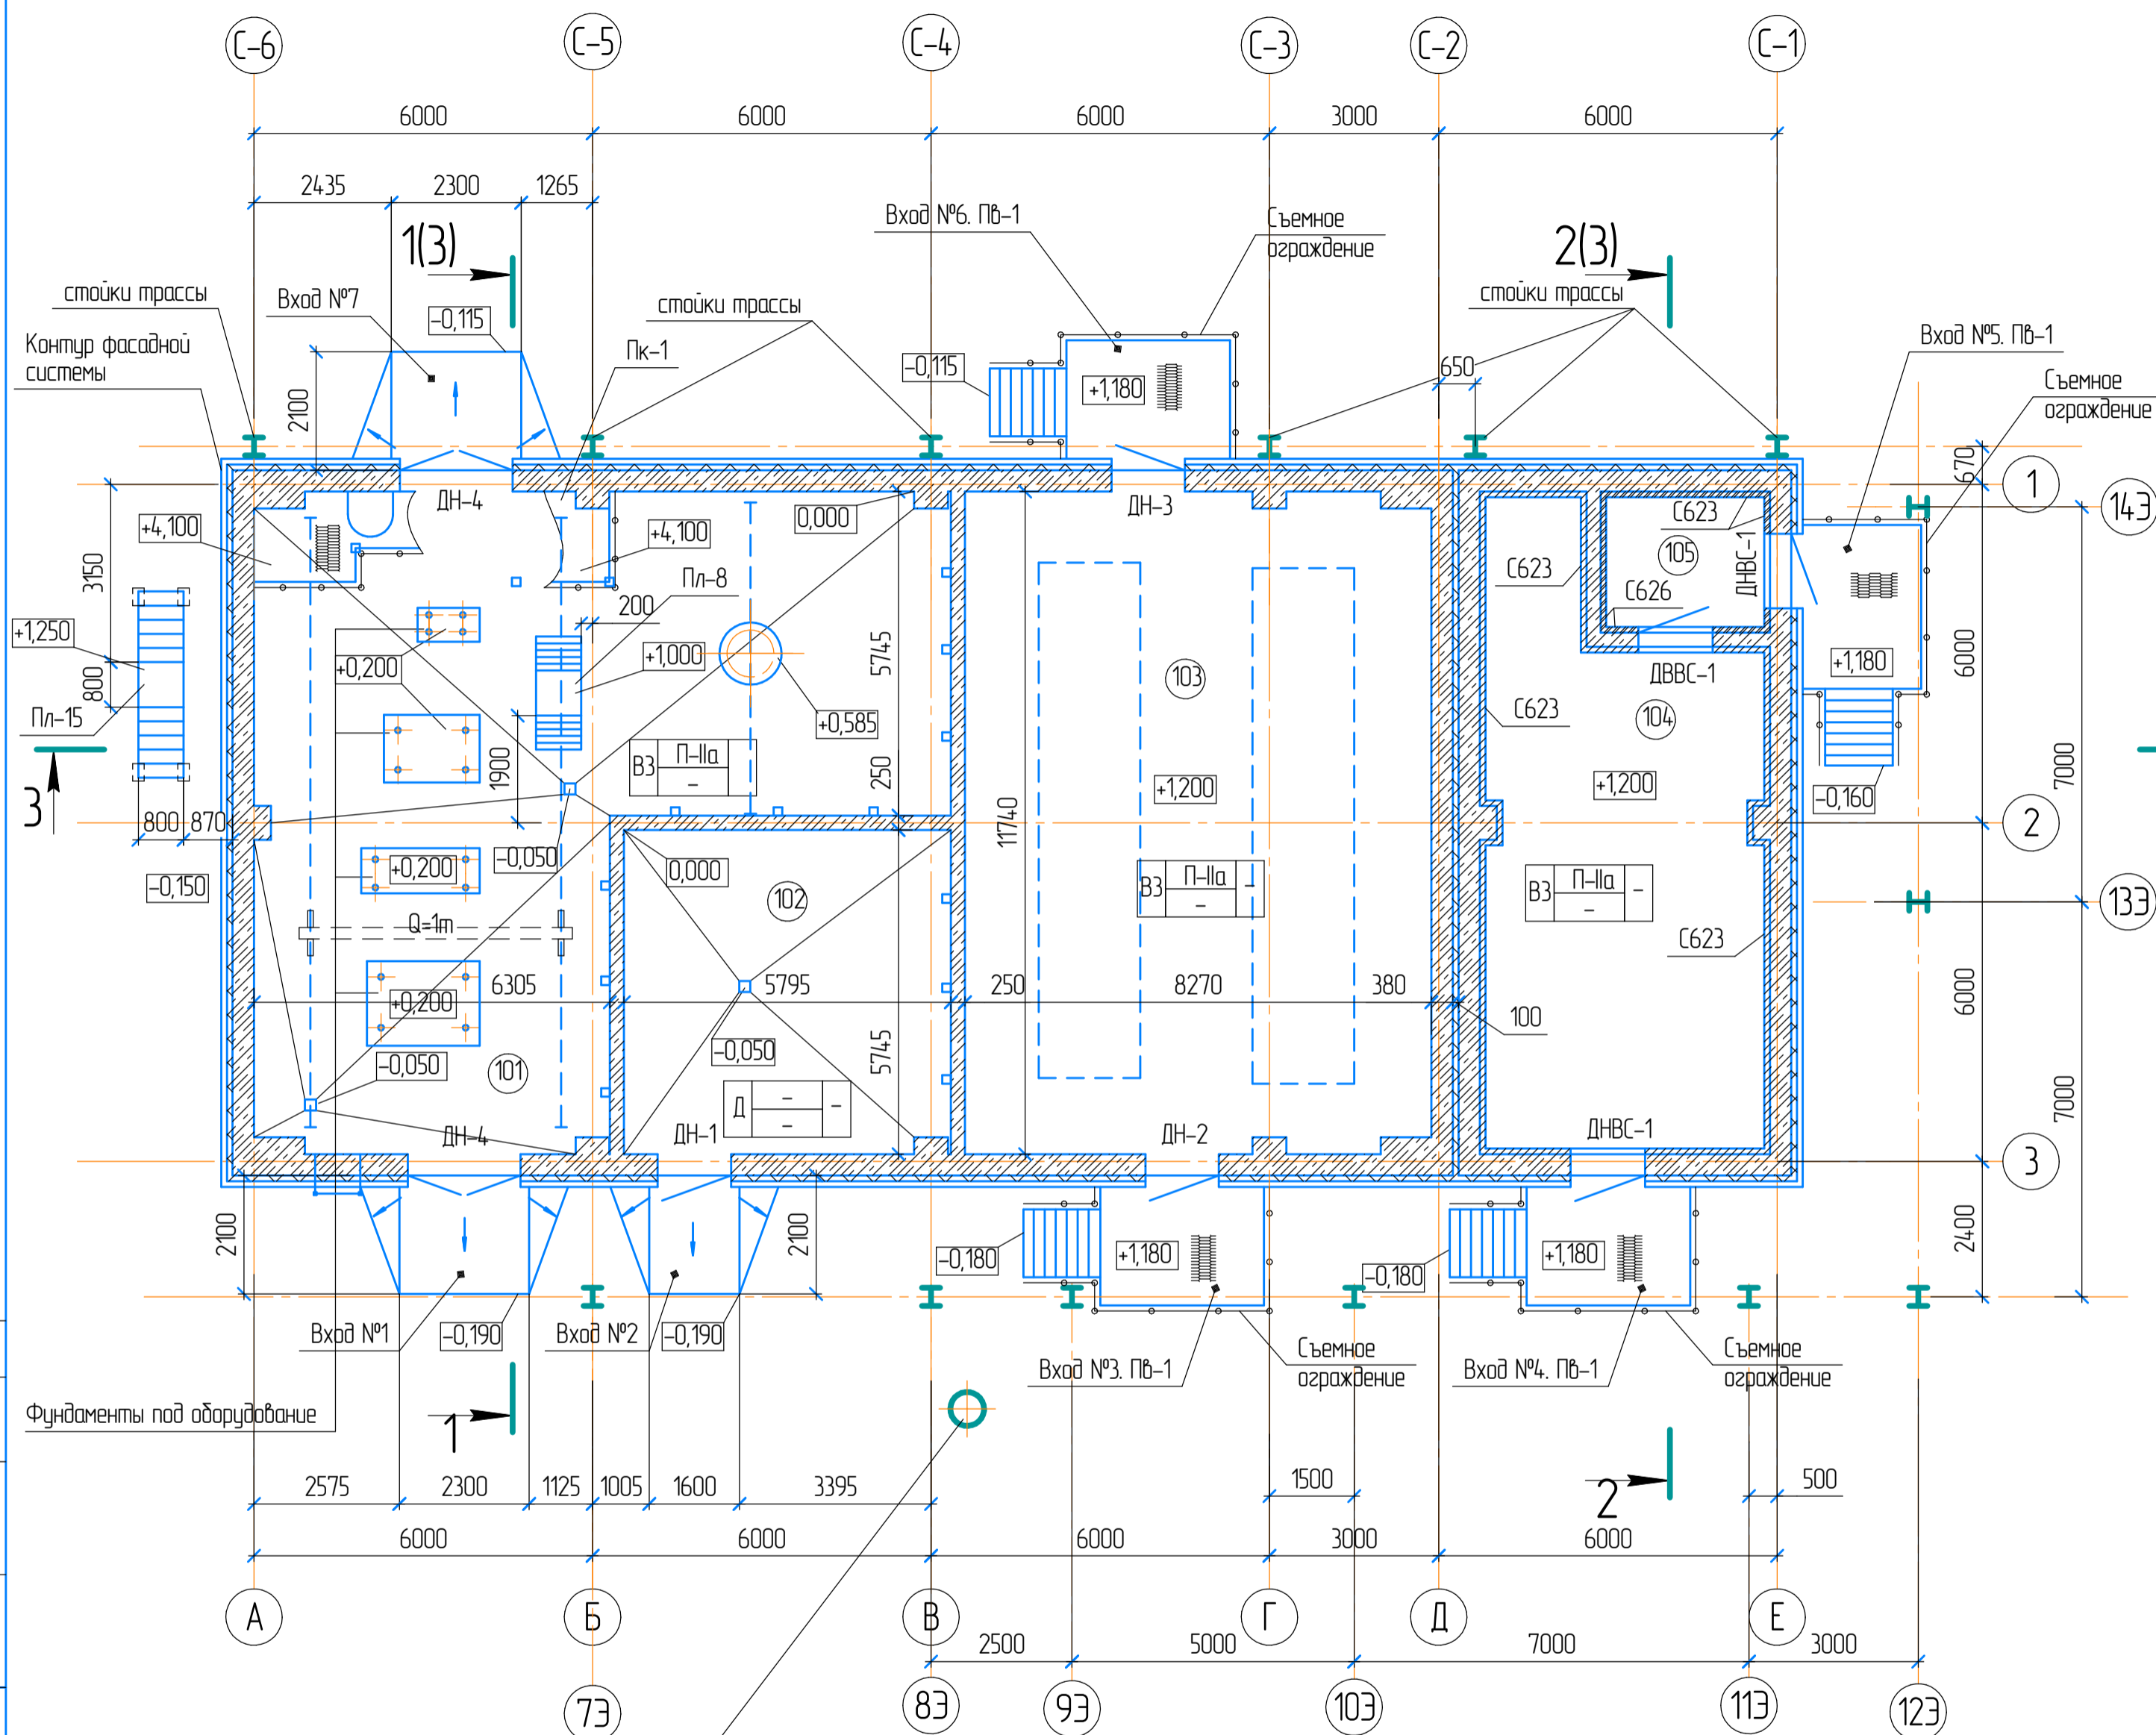 С-6
С-5
С-4
С-3
С-2
С-1
6000
6000
6000
3000
6000
2435
2300
1265
1(3)
Вход №6. Пв-1
Съемное
ограждение
2(3)
стойки трассы
Вход №7
-0,115
стойки трассы
стойки трассы
Контур фасадной
системы
Пк-1
-0,115
+1,180
650
Вход №5. Пв-1
Съемное
ограждение
2100
670
1
14Э
+4,100
ДН-4
+4,100
0,000
ДН-3
С623
105
ДНВС-1
С623
С626
3150
Пл-8
200
+1,250
+0,200
+1,000
5745
103
ДВВС-1
+1,180
6000
800
Пл-15
+0,585
С623
104
1900
В3
П-IIа
-
250
+1,200
+1,200
-0,160
7000
3
800
870
11740
2
-0,050
0,000
+0,200
-0,150
102
В3
П-IIа
-
-
В3
П-IIа
-
-
13Э
Q=1т
С623
6305
5795
250
8270
380
+0,200
100
6000
-0,050
-0,050
5745
101
Д
-
-
-
7000
ДН-4
ДН-1
ДН-2
ДНВС-1
3
2100
2100
-0,180
+1,180
-0,180
+1,180
2400
Вход №1
-0,190
Вход №2
-0,190
Вход №3. Пв-1
Съемное
ограждение
Вход №4. Пв-1
Съемное
ограждение
Фундаменты под оборудование
1
2
2575
2300
1125
1005
1600
3395
1500
500
6000
6000
6000
3000
6000
А
Б
В
Г
Д
Е
2500
5000
7000
3000
7Э
8Э
9Э
10Э
11Э
12Э